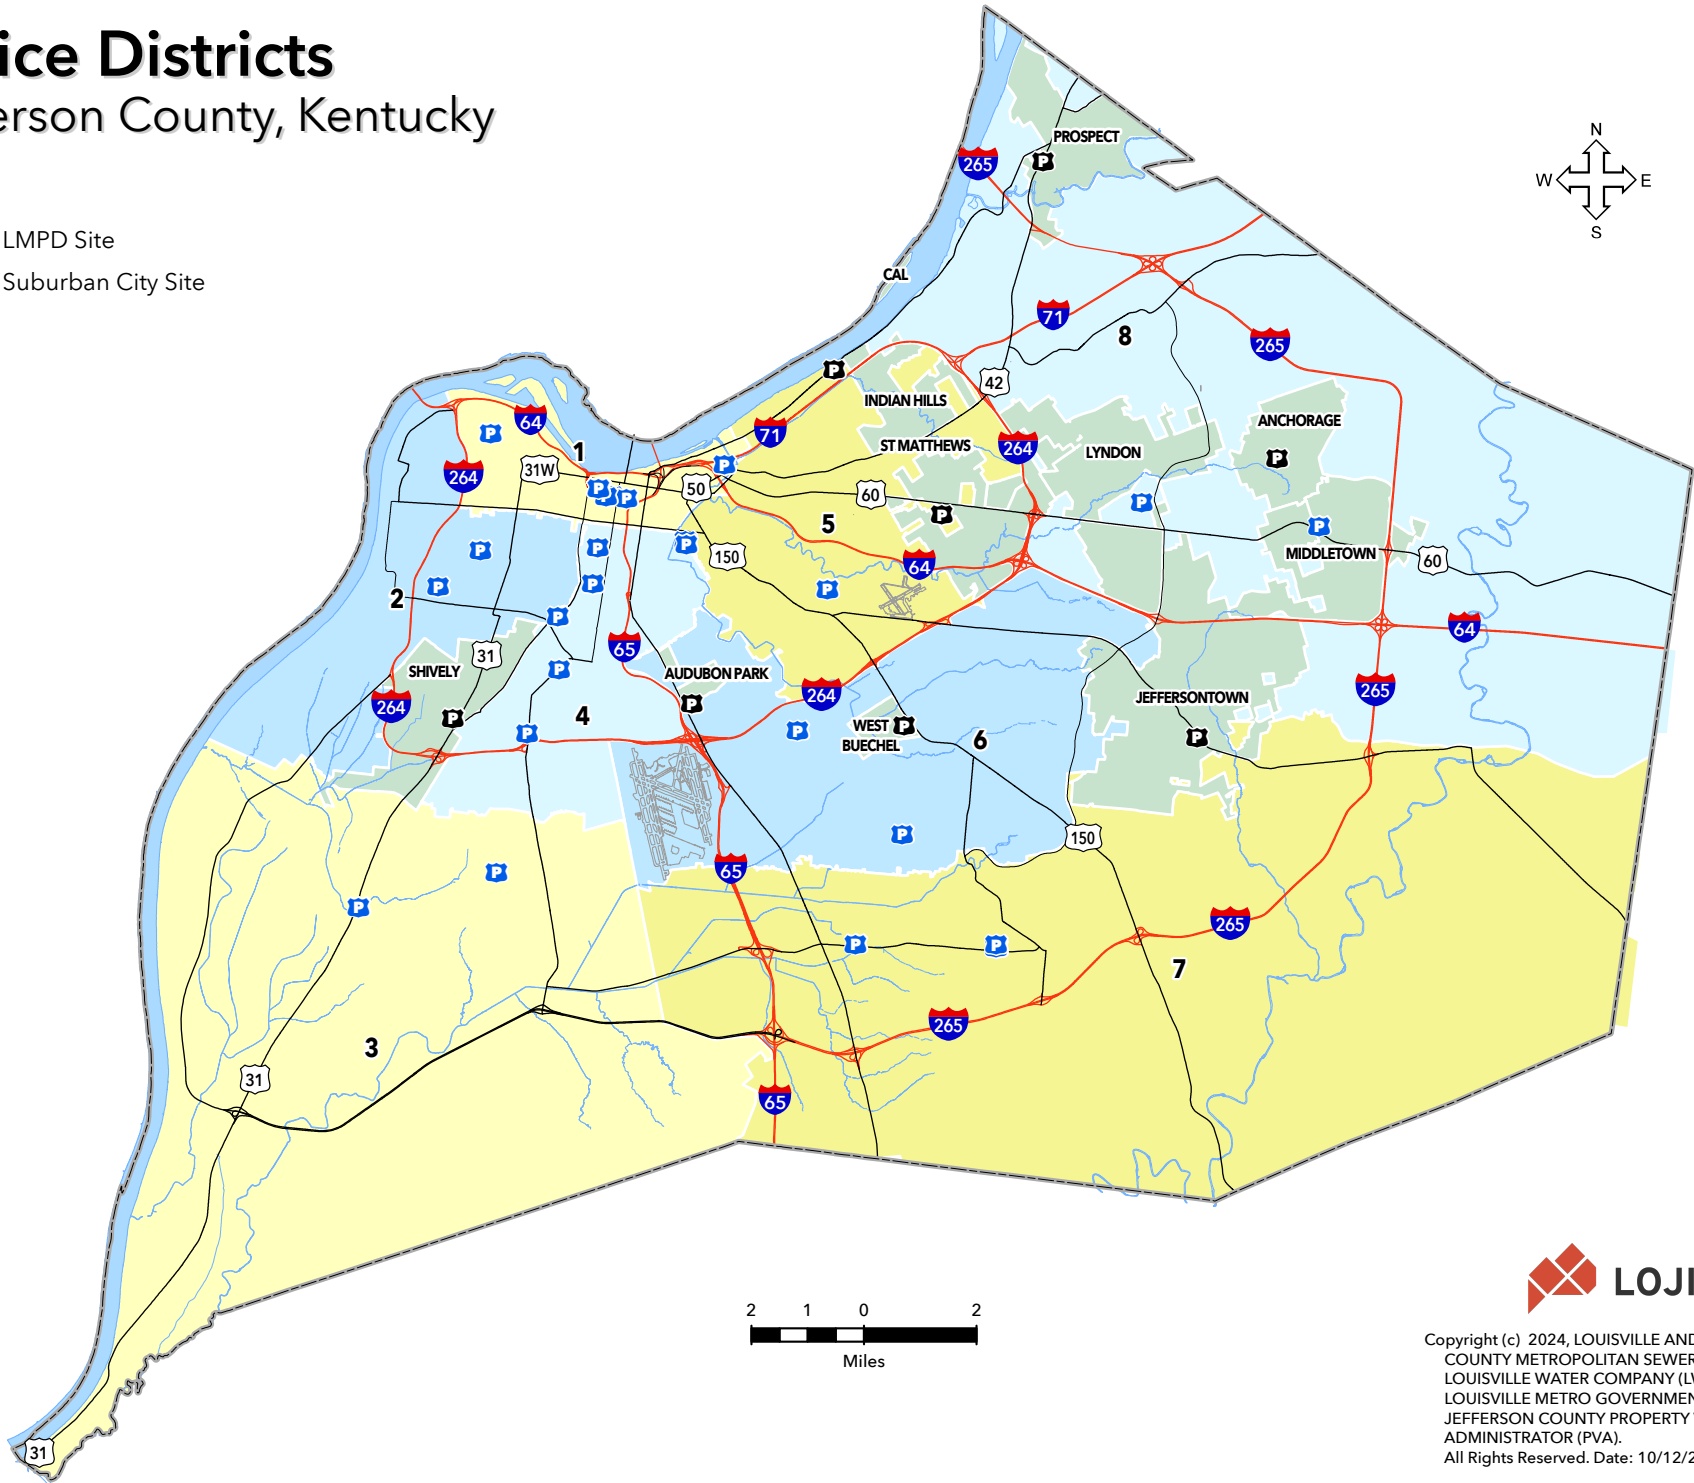 ice Districts
erson County, Kentucky
LMPD Site
Suburban City Site
N
W E
S
PROSPECT
P
265
CAL
71
8
265
42
INDIAN HILLS
ST MATTHEWS
264
LYNDON
ANCHORAGE
P
P
71
64
1
31W
P
264
P
50
P
P
P
60
5
P
P
P
MIDDLETOWN
60
P
P
P
150
64
P
P
P
2
P
31
65
64
SHIVELY
P
AUDUBON PARK
264
P
P
264
P
4
P
P
WEST
BUECHEL
P
6
JEFFERSONTOWN
P
265
P
150
65
P
P
265
P
P
7
265
3
31
65
31
2 1 0 2
Miles
LOJI
Copyright (c) 2024, LOUISVILLE AND
COUNTY METROPOLITAN SEWER
LOUISVILLE WATER COMPANY (LW
LOUISVILLE METRO GOVERNMEN
JEFFERSON COUNTY PROPERTY
ADMINISTRATOR (PVA).
All Rights Reserved. Date: 10/12/2